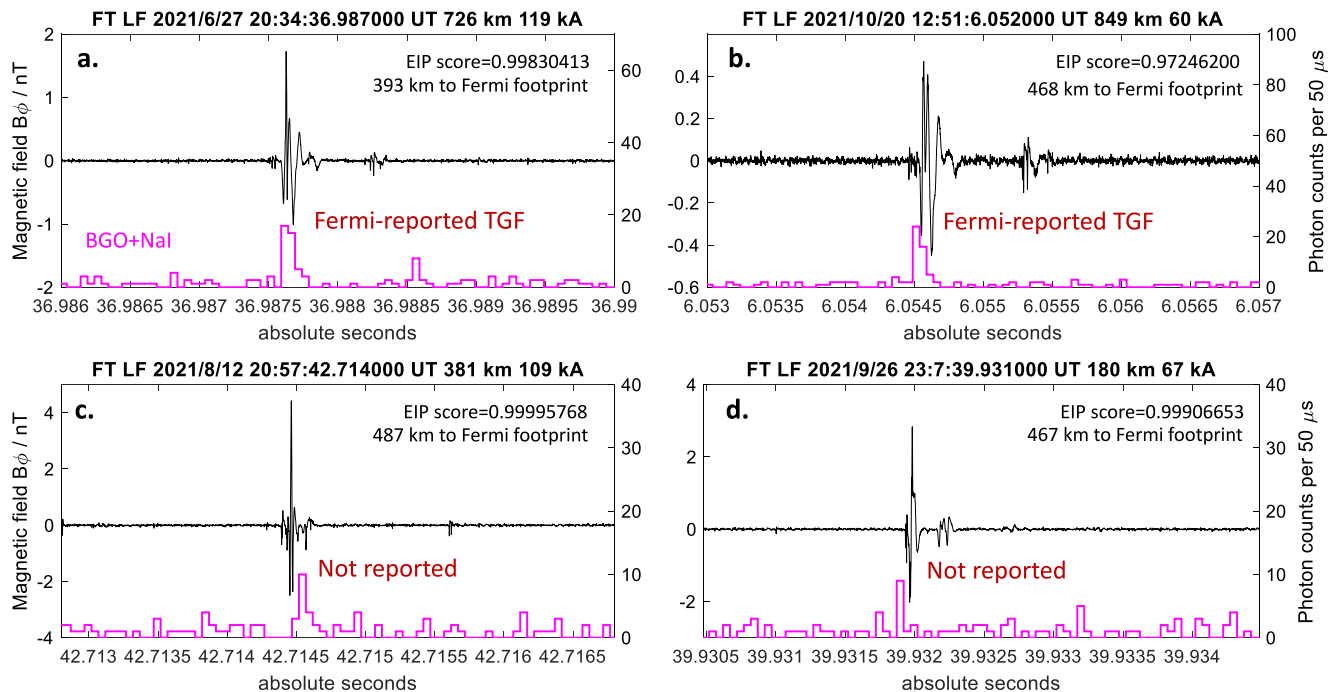 FT LF 2021/6/27 20:34:36.987000 UT 726 km 119 kA
a.
EIP score=0.99830413
393 km to Fermi footprint
Fermi-reported TGF
BGO+NaI
Magnetic field Bϕ / nT
2
1
0
-1
-2
60
40
20
0
36.986 36.9865 36.987 36.9875 36.988 36.9885 36.989 36.9895 36.99
absolute seconds
FT LF 2021/10/20 12:51:6.052000 UT 849 km 60 kA
b.
EIP score=0.97246200
468 km to Fermi footprint
Fermi-reported TGF
0.4
0.2
0
-0.2
-0.4
-0.6
100
80
60
40
20
0
Photon counts per 50 μs
6.053 6.0535 6.054 6.0545 6.055 6.0555 6.056 6.0565 6.057
absolute seconds
FT LF 2021/8/12 20:57:42.714000 UT 381 km 109 kA
c.
EIP score=0.99995768
487 km to Fermi footprint
Not reported
Magnetic field Bϕ / nT
4
2
0
-2
-4
40
30
20
10
0
42.713 42.7135 42.714 42.7145 42.715 42.7155 42.716 42.7165
absolute seconds
FT LF 2021/9/26 23:7:39.931000 UT 180 km 67 kA
d.
EIP score=0.99906653
467 km to Fermi footprint
Not reported
4
2
0
-2
40
30
20
10
0
Photon counts per 50 μs
39.9305 39.931 39.9315 39.932 39.9325 39.933 39.9335 39.934
absolute seconds